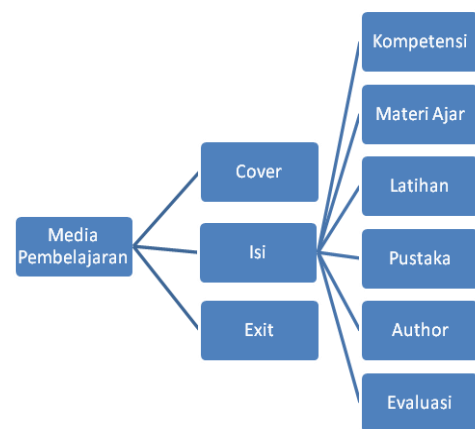 Media
Pembelajaran
Cover
Isi
Exit
Kompetensi
Materi Ajar
Latihan
Pustaka
Author
Evaluasi